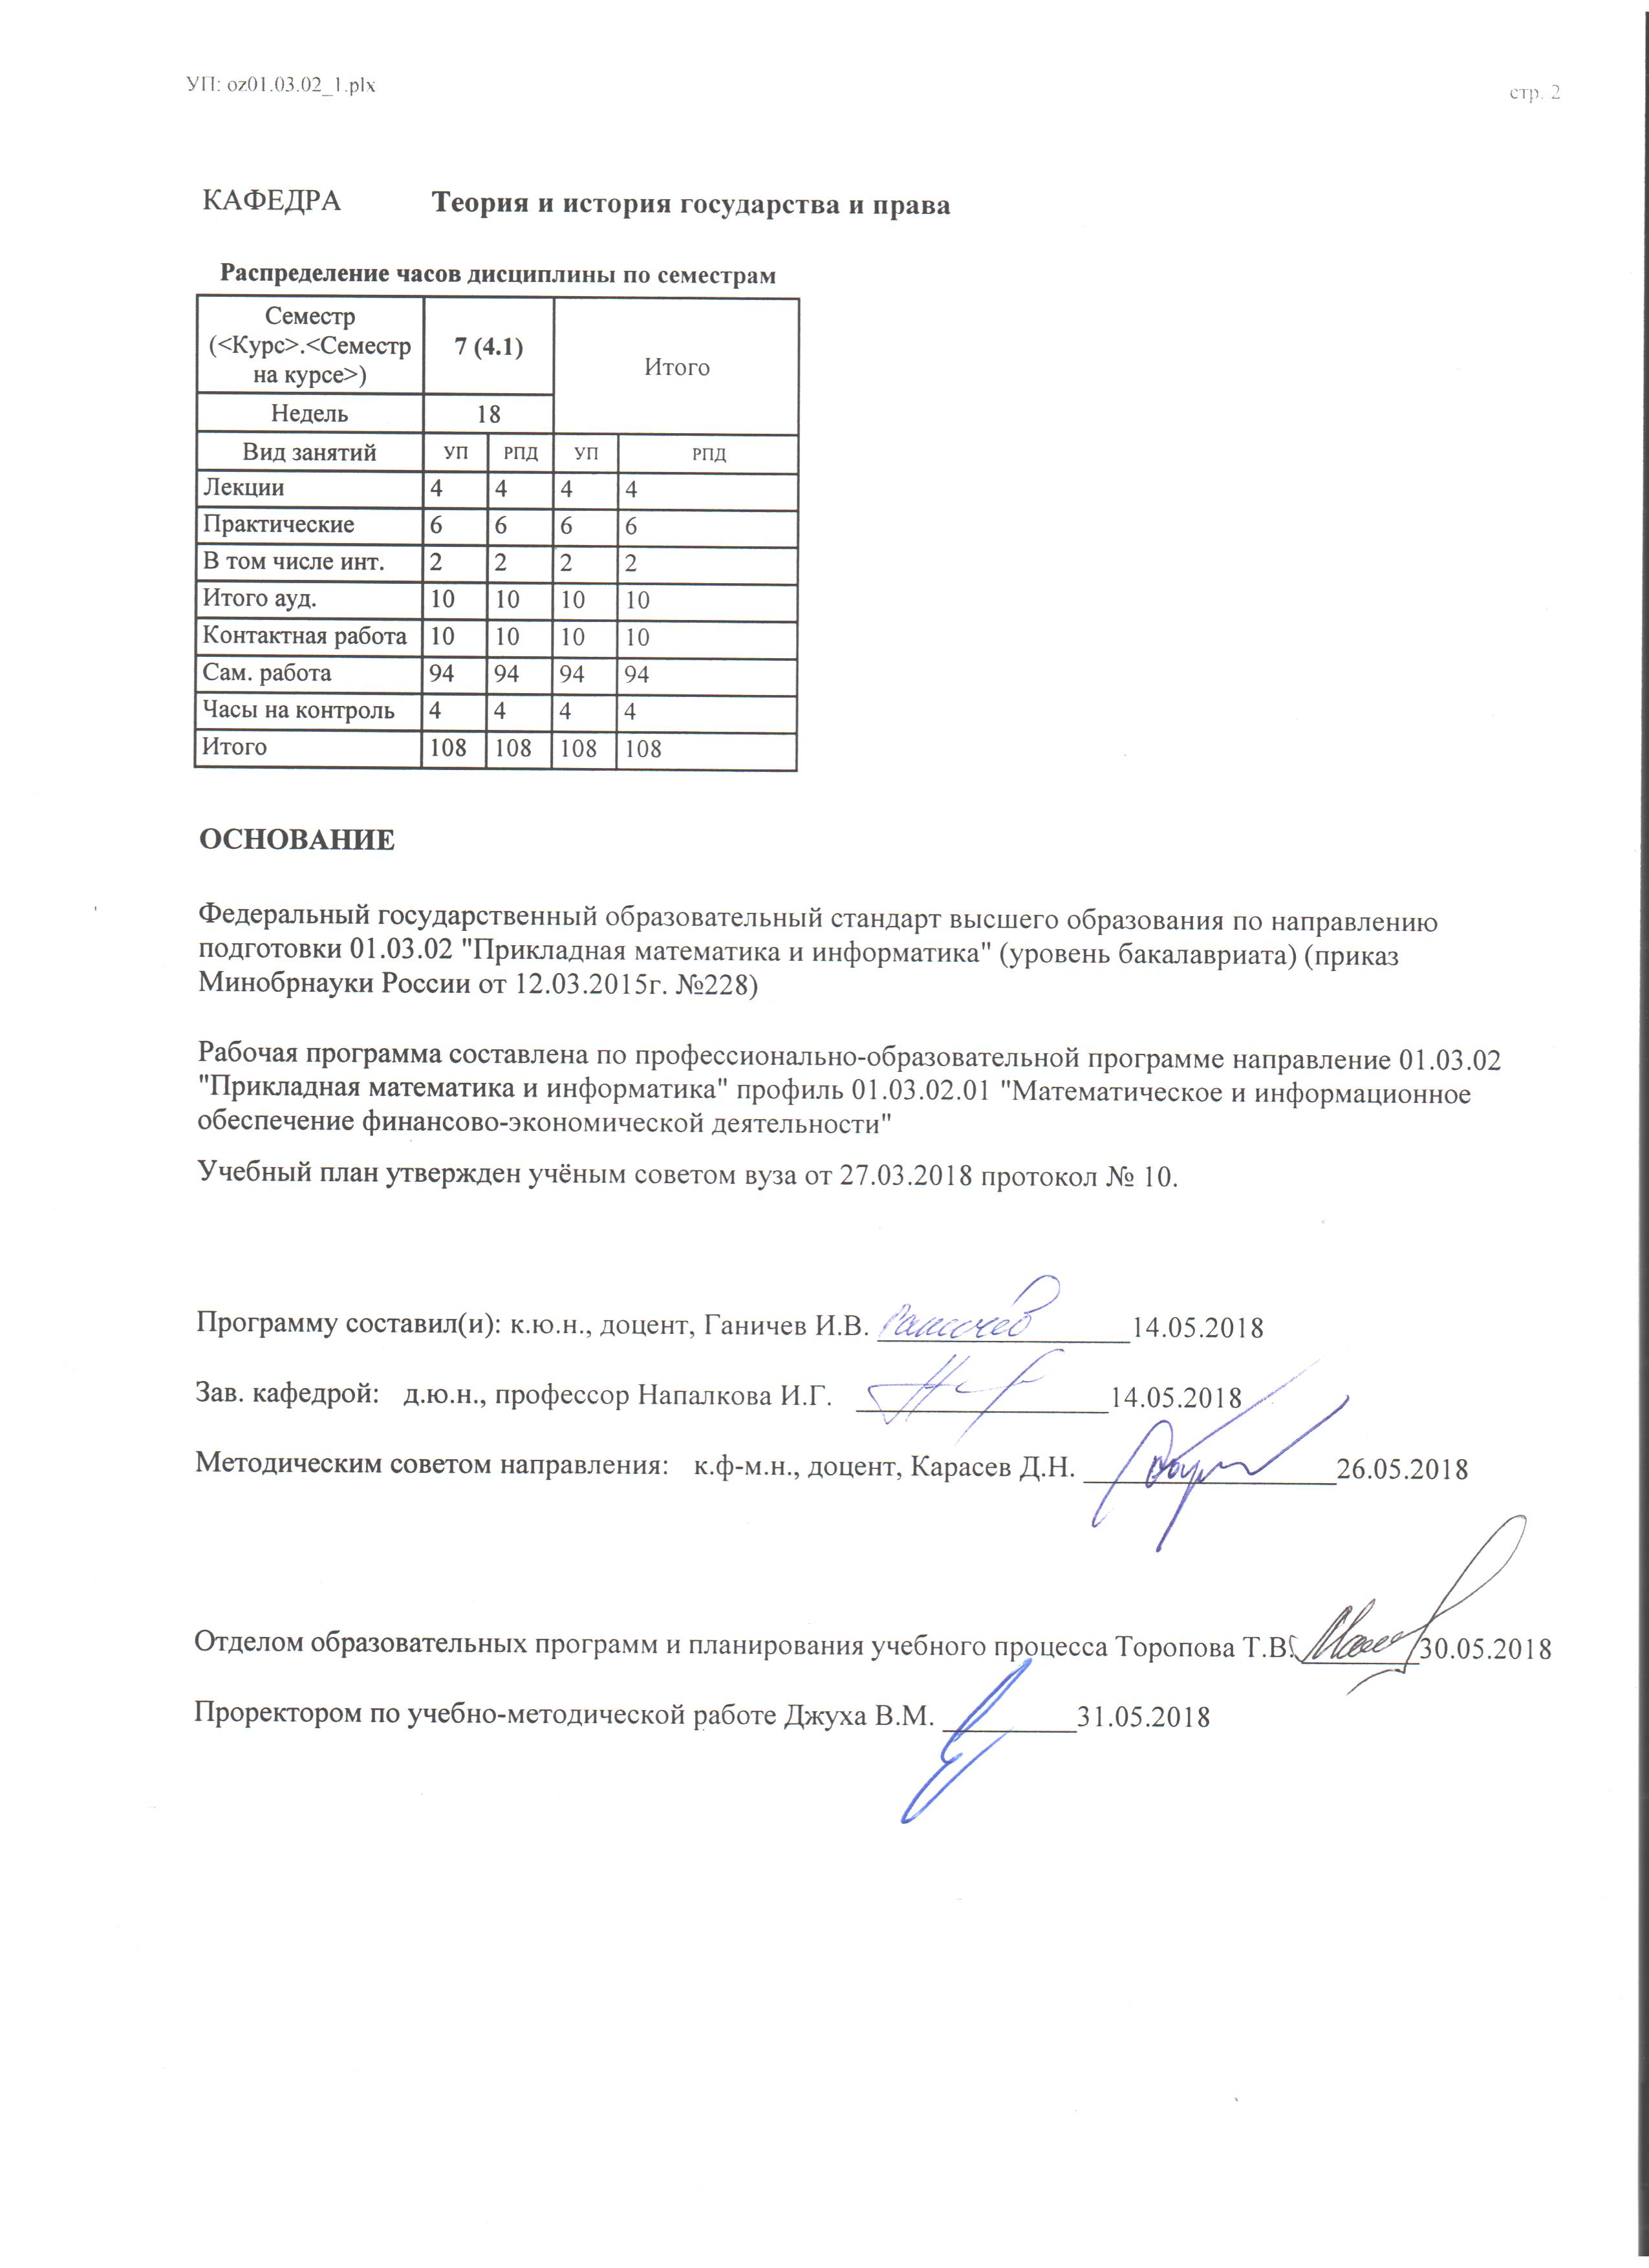 УП: oz01.03.02_1.plx
стр. 2
КАФЕДРА Теория и история государства и права
Распределение часов дисциплины по семестрам
Семестр
(<Курс>.<Семестр
на курсе>)
7 (4.1)
Итого
Недель 18
Вид занятий УП РПД УП РПД
Лекции 4 4 4 4
Практические 6 6 6 6
В том числе инт. 2 2 2 2
Итого ауд. 10 10 10 10
Контактная работа 10 10 10 10
Сам. работа 94 94 94 94
Часы на контроль 4 4 4 4
Итого 108 108 108 108
ОСНОВАНИЕ
Федеральный государственный образовательный стандарт высшего образования по направлению
подготовки 01.03.02 "Прикладная математика и информатика" (уровень бакалавриата) (приказ
Минобрнауки России от 12.03.2015г. №228)
Рабочая программа составлена по профессионально-образовательной программе направление 01.03.02
"Прикладная математика и информатика" профиль 01.03.02.01 "Математическое и информационное
обеспечение финансово-экономической деятельности"
Учебный план утвержден учёным советом вуза от 27.03.2018 протокол № 10.
Программу составил(и): к.ю.н., доцент, Ганичев И.В. 14.05.2018
Зав. кафедрой: д.ю.н., профессор Напалкова И.Г. 14.05.2018
Методическим советом направления: к.ф-м.н., доцент, Карасев Д.Н. 26.05.2018
Отделом образовательных программ и планирования учебного процесса Торопова Т.В. 30.05.2018
Проректором по учебно-методической работе Джуха В.М. 31.05.2018